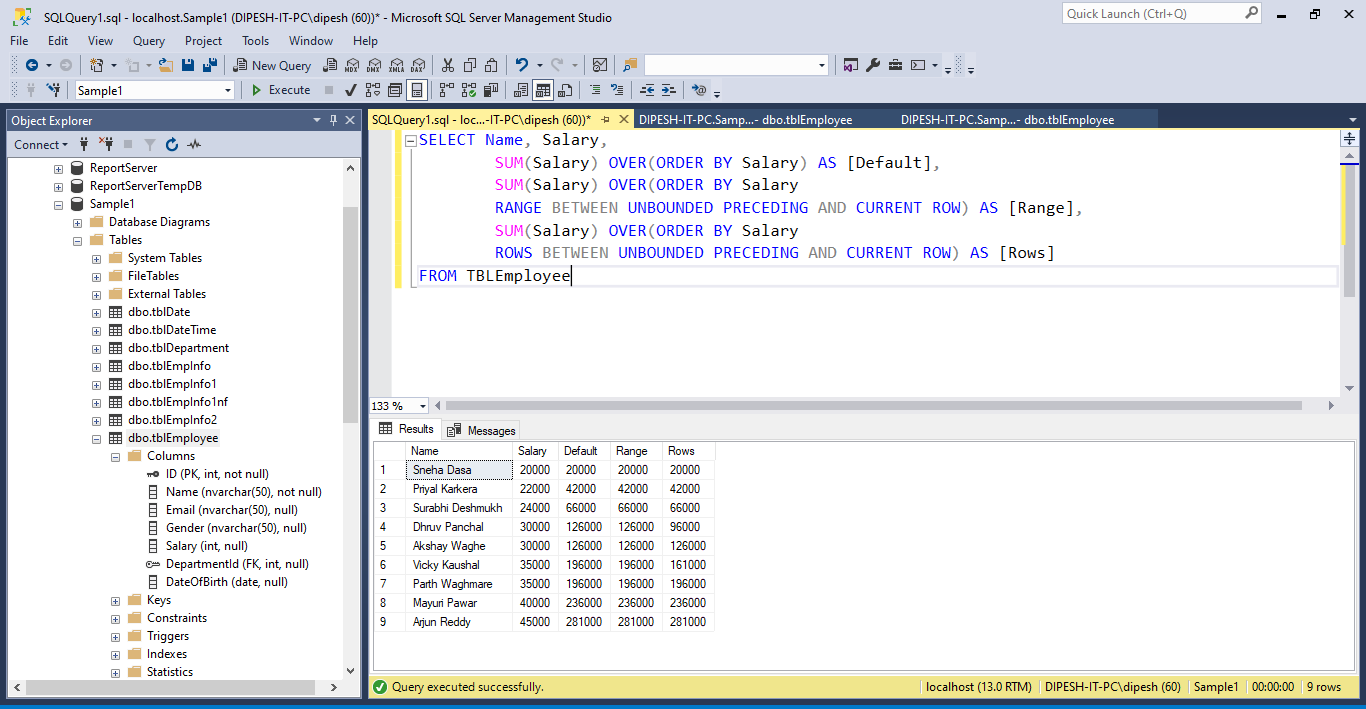 SQLQuery1.sql - localhost.Sample1 (DIPESH-IT-PC\dipesh (60))* - Microsoft SQL Server Management Studio
Quick Launch (Ctrl+Q)
File Edit View Query Project Tools Window Help
New Query
MDX DMX XMLA DAX
Sample1
Execute
Object Explorer
Connect
ReportServer
ReportServerTempDB
Sample1
Database Diagrams
Tables
System Tables
FileTables
External Tables
dbo.tblDate
dbo.tblDateTime
dbo.tblDepartment
dbo.tblEmpInfo
dbo.tblEmpInfo1
dbo.tblEmpInfo1nf
dbo.tblEmpInfo2
dbo.tblEmployee
Columns
ID (PK, int, not null)
Name (nvarchar(50), not null)
Email (nvarchar(50), null)
Gender (nvarchar(50), null)
Salary (int, null)
DepartmentId (FK, int, null)
DateOfBirth (date, null)
Keys
Constraints
Triggers
Indexes
Statistics
SQLQuery1.sql - loc...-IT-PC\dipesh (60))*
DIPESH-IT-PC.Samp...- dbo.tblEmployee
DIPESH-IT-PC.Samp...- dbo.tblEmployee
SELECT Name, Salary,
SUM(Salary) OVER(ORDER BY Salary) AS [Default],
SUM(Salary) OVER(ORDER BY Salary
RANGE BETWEEN UNBOUNDED PRECEDING AND CURRENT ROW) AS [Range],
SUM(Salary) OVER(ORDER BY Salary
ROWS BETWEEN UNBOUNDED PRECEDING AND CURRENT ROW) AS [Rows]
FROM TBLEmployee
133 %
Results Messages
Name Salary Default Range Rows
1 Sneha Dasa 20000 20000 20000 20000
2 Priyal Karkera 22000 42000 42000 42000
3 Surabhi Deshmukh 24000 66000 66000 66000
4 Dhruv Panchal 30000 126000 126000 96000
5 Akshay Waghe 30000 126000 126000 126000
6 Vicky Kaushal 35000 196000 196000 161000
7 Parth Waghmare 35000 196000 196000 196000
8 Mayuri Pawar 40000 236000 236000 236000
9 Arjun Reddy 45000 281000 281000 281000
Query executed successfully.
localhost (13.0 RTM) DIPESH-IT-PC\dipesh (60) Sample1 00:00:00 9 rows